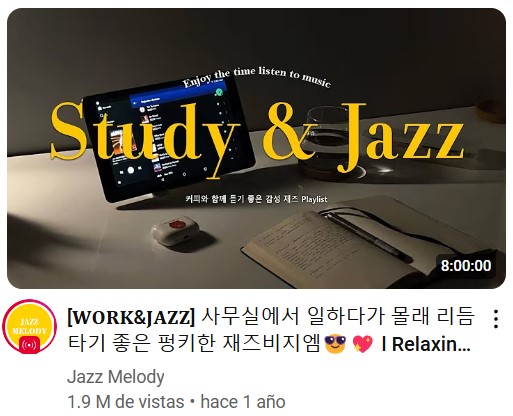 Enjoy the time listen to music
Study & Jazz
커피와 함께 듣기 좋은 감성 재즈 Playlist
8:00:00
JAZZ
MELODY
[WORK&JAZZ] 사무실에서 일하다가 몰래 리듬
타기 좋은 펑키한 재즈비지엠😎 💖 l Relaxin...
Jazz Melody
1.9 M de vistas • hace 1 año